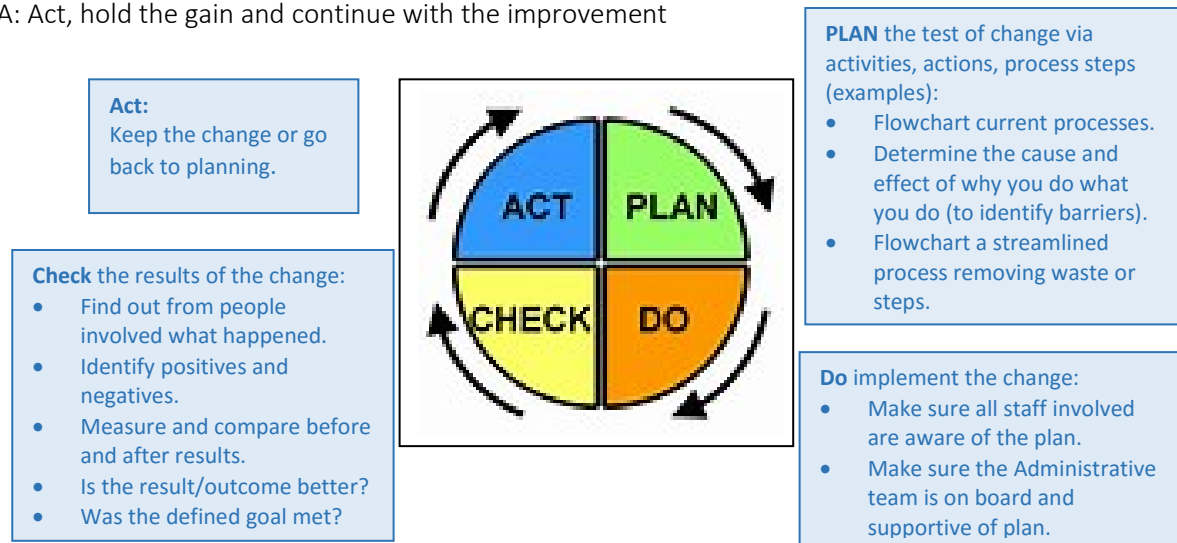 A: Act, hold the gain and continue with the improvement
PLAN the test of change via
activities, actions, process steps
(examples):
• Flowchart current processes.
• Determine the cause and
effect of why you do what
you do (to identify barriers).
• Flowchart a streamlined
process removing waste or
steps.
Act:
Keep the change or go
back to planning.
ACT
PLAN
CHECK
DO
Check the results of the change:
• Find out from people
involved what happened.
• Identify positives and
negatives.
• Measure and compare before
and after results.
• Is the result/outcome better?
• Was the defined goal met?
Do implement the change:
• Make sure all staff involved
are aware of the plan.
• Make sure the Administrative
team is on board and
supportive of plan.